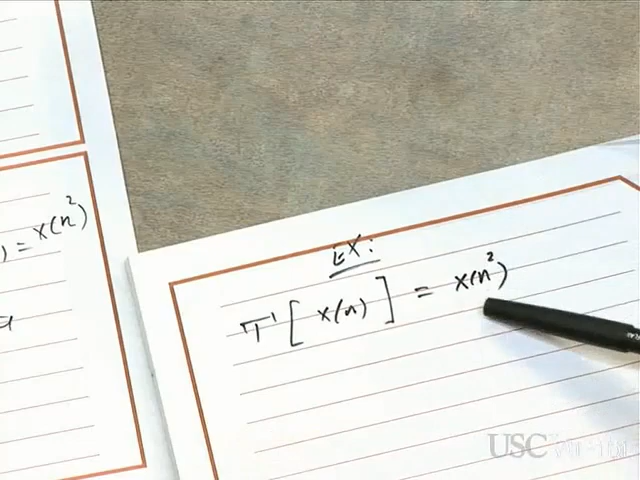 ) = x(n²)
Ex:
T[x(n)] = x(n²)
USC